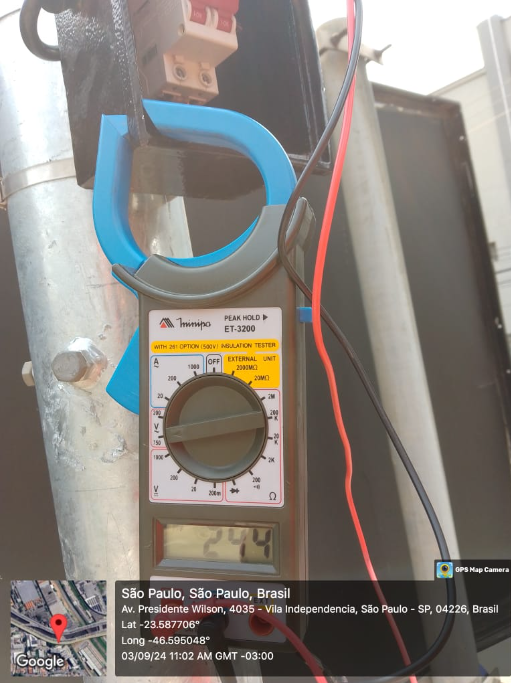 minipa
PEAK HOLD ▶
ET-3200
WITH 261 OPTION (500V) INSULATION TESTER
A
1000
OFF
EXTERNAL UNIT
2000MΩ
20MΩ
200
20
2M
200
K
20
K
2K
200
Ω
200
V
750
1000
200
20
200m
V
GPS Map Camera
São Paulo, São Paulo, Brasil
Av. Presidente Wilson, 4035 - Vila Independencia, São Paulo - SP, 04226, Brasil
Lat -23.587706°
Long -46.595048°
03/09/24 11:02 AM GMT -03:00
Google